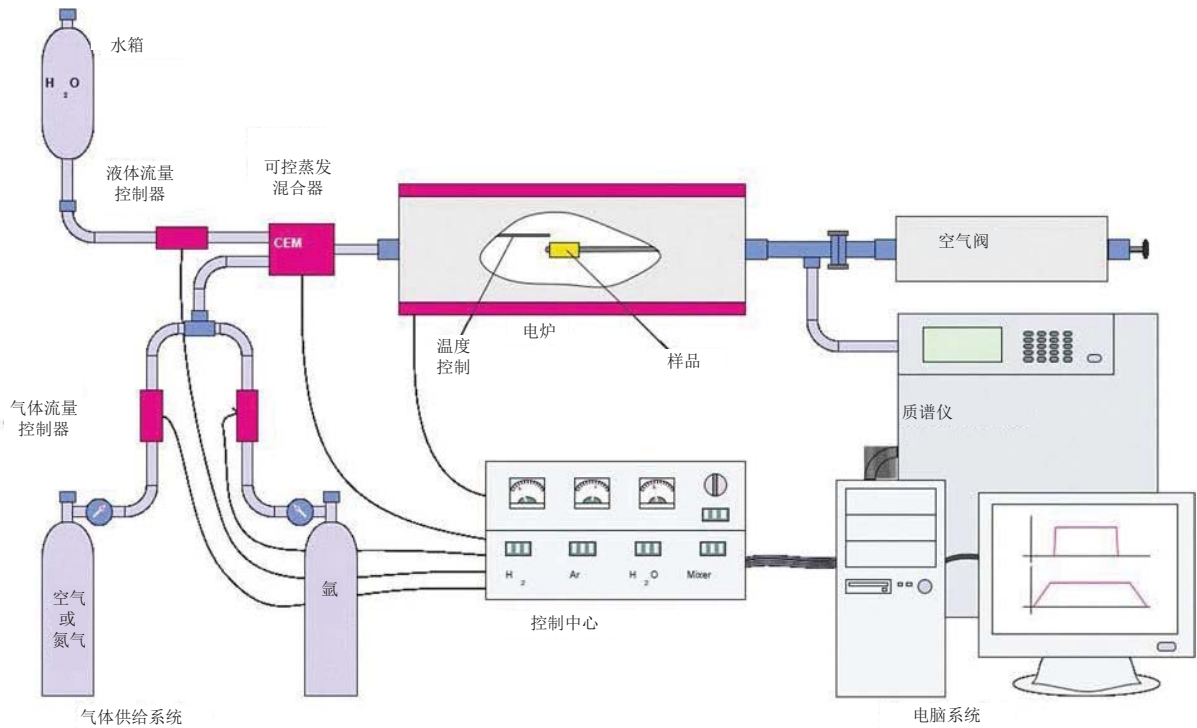 水箱
H₂O
液体流量
控制器
可控蒸发
混合器
CEM
空气阀
电炉
温度
控制
样品
气体流量
控制器
质谱仪
空气
或
氮气
氩
H₂
Ar
H₂O
Mixer
控制中心
气体供给系统
电脑系统